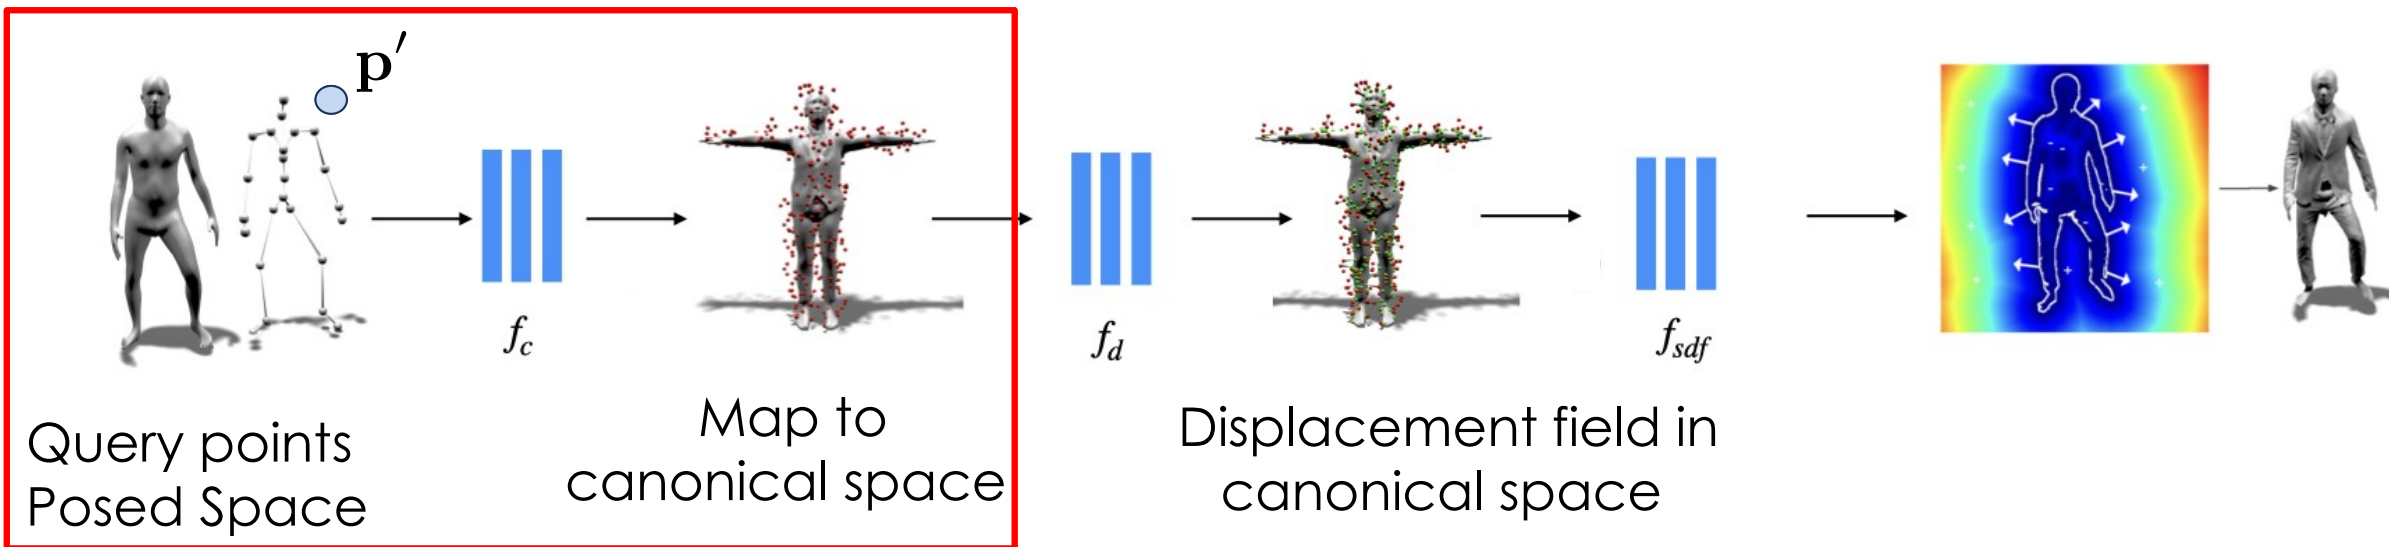 p′
f_c
f_d
f_sdf
Query points
Posed Space
Map to
canonical space
Displacement field in
canonical space